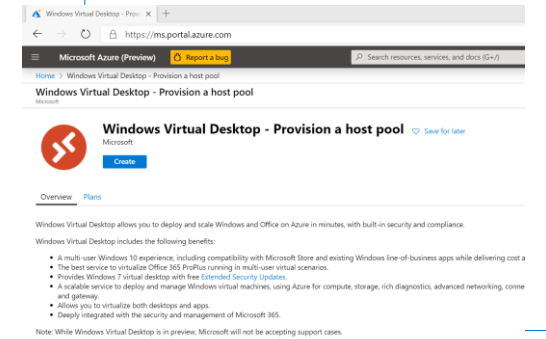 Windows Virtual Desktop - Prov
https://ms.portal.azure.com
Microsoft Azure (Preview) Report a bug Search resources, services, and docs (G+/)
Home > Windows Virtual Desktop - Provision a host pool
Windows Virtual Desktop - Provision a host pool
Microsoft
Windows Virtual Desktop - Provision a host pool Save for later
Microsoft
Create
Overview Plans
Windows Virtual Desktop allows you to deploy and scale Windows and Office on Azure in minutes, with built-in security and compliance.
Windows Virtual Desktop includes the following benefits:
• A multi-user Windows 10 experience, including compatibility with Microsoft Store and existing Windows line-of-business apps while delivering cost a
• The best service to virtualize Office 365 ProPlus running in multi-user virtual scenarios.
• Provides Windows 7 virtual desktop with free Extended Security Updates.
• A scalable service to deploy and manage Windows virtual machines, using Azure for compute, storage, rich diagnostics, advanced networking, conne
and gateway.
• Allows you to virtualize both desktops and apps.
• Deeply integrated with the security and management of Microsoft 365.
Note: While Windows Virtual Desktop is in preview, Microsoft will not be accepting support cases.